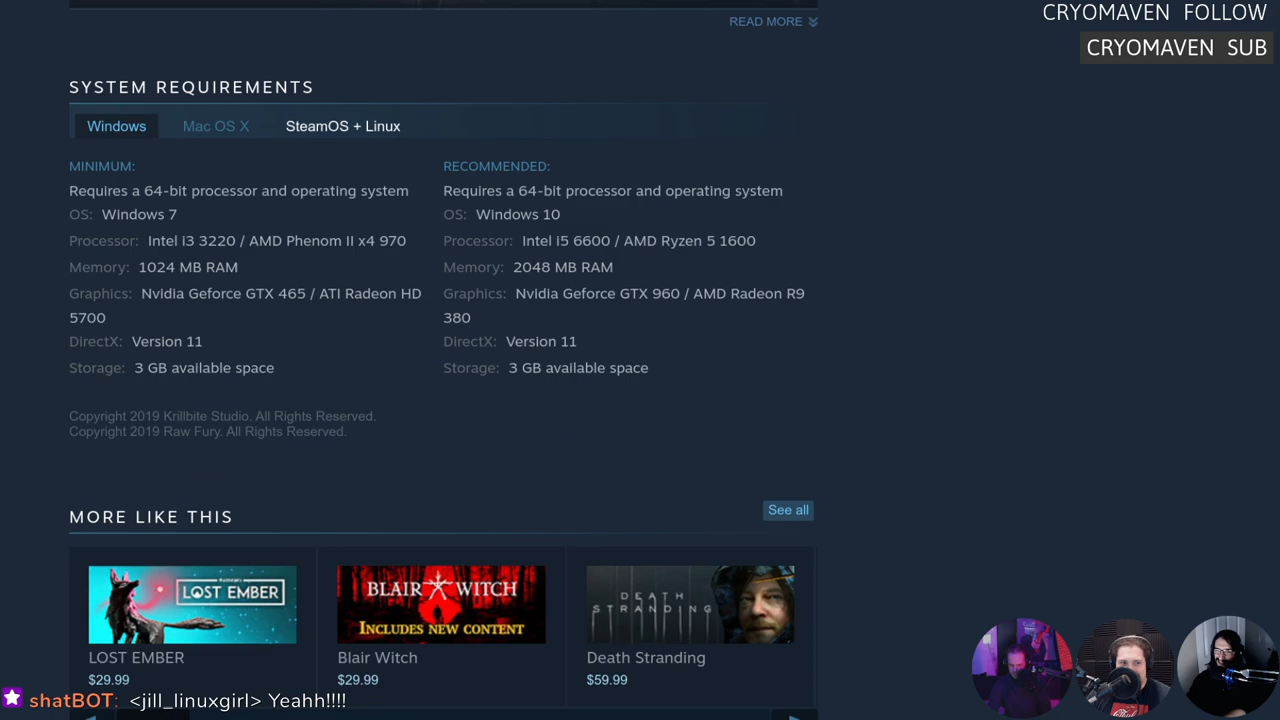 CRYOMAVEN FOLLOW
READ MORE
CRYOMAVEN SUB
SYSTEM REQUIREMENTS
Windows Mac OS X SteamOS + Linux
MINIMUM:
Requires a 64-bit processor and operating system
OS: Windows 7
Processor: Intel i3 3220 / AMD Phenom II x4 970
Memory: 1024 MB RAM
Graphics: Nvidia Geforce GTX 465 / ATI Radeon HD
5700
DirectX: Version 11
Storage: 3 GB available space
RECOMMENDED:
Requires a 64-bit processor and operating system
OS: Windows 10
Processor: Intel i5 6600 / AMD Ryzen 5 1600
Memory: 2048 MB RAM
Graphics: Nvidia Geforce GTX 960 / AMD Radeon R9
380
DirectX: Version 11
Storage: 3 GB available space
Copyright 2019 Krillbite Studio. All Rights Reserved.
Copyright 2019 Raw Fury. All Rights Reserved.
MORE LIKE THIS
See all
LOST EMBER
BLAIR WITCH
INCLUDES NEW CONTENT
DEATH
STRANDING
LOST EMBER
$29.99
Blair Witch
$29.99
Death Stranding
$59.99
shatBOT: <jill_linuxgirl> Yeahh!!!!